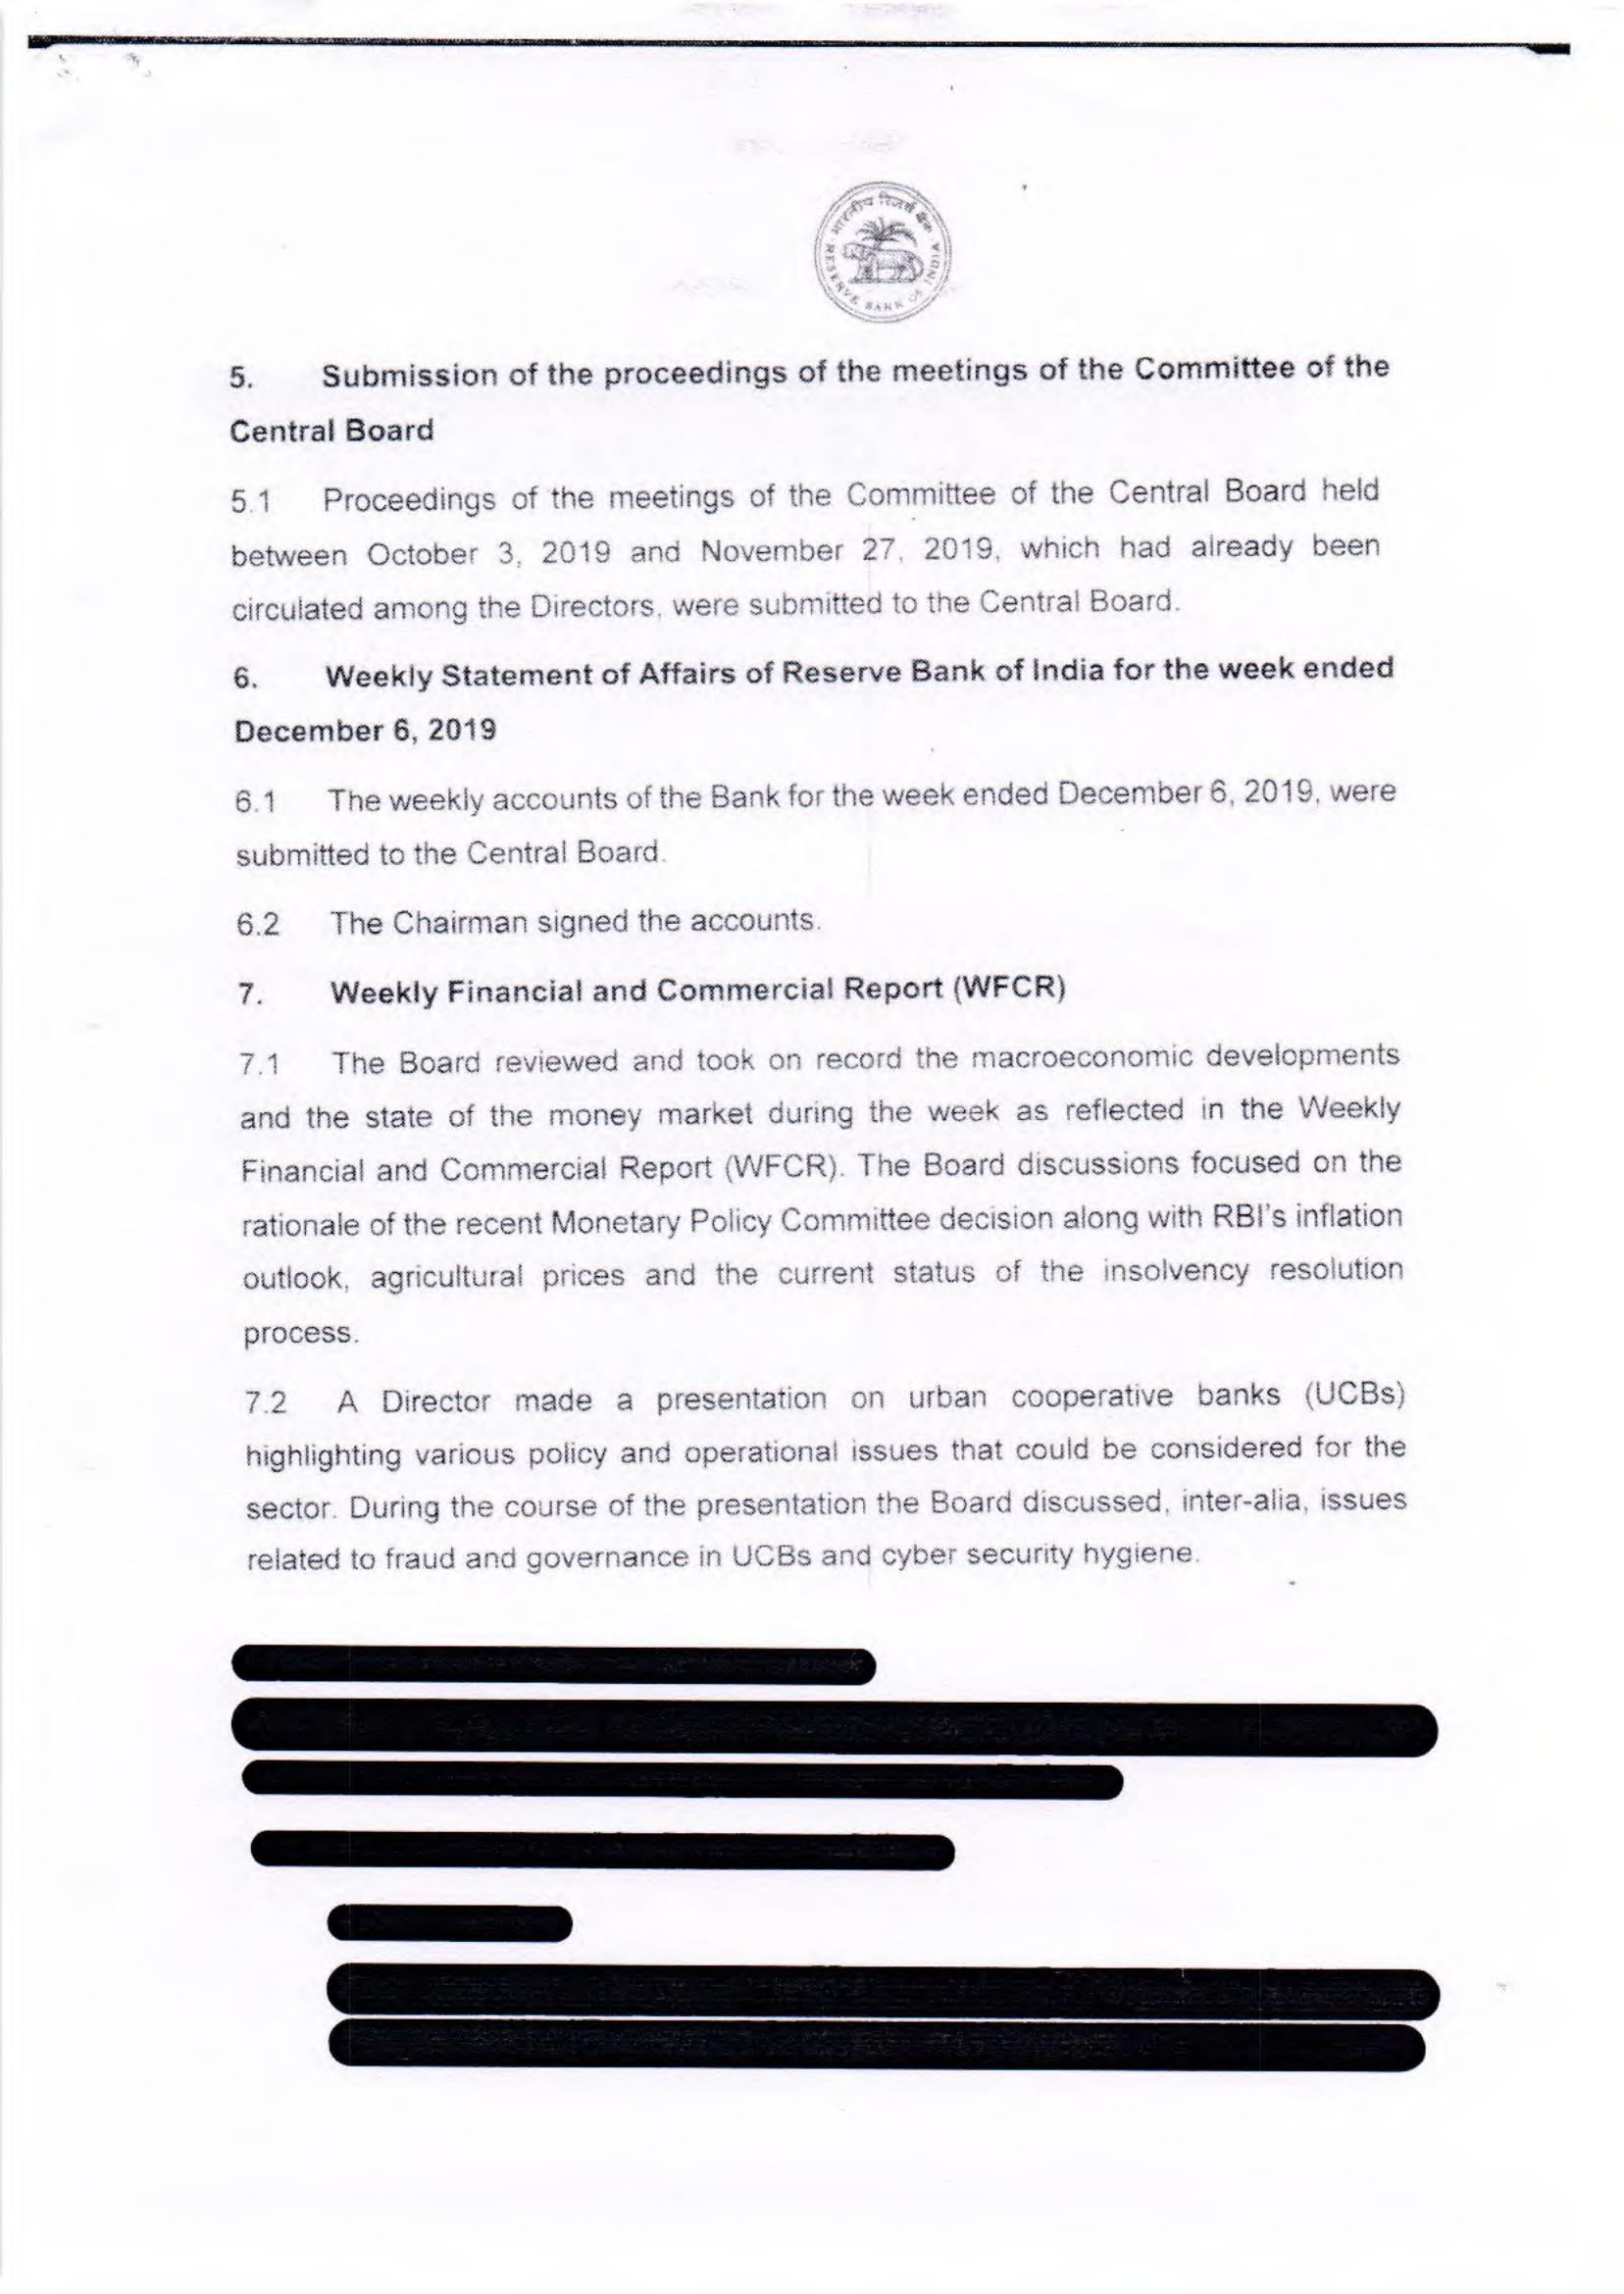 भारतीय रिज़र्व बैंक
RESERVE BANK OF INDIA
5. Submission of the proceedings of the meetings of the Committee of the
Central Board
5.1 Proceedings of the meetings of the Committee of the Central Board held
between October 3, 2019 and November 27, 2019, which had already been
circulated among the Directors, were submitted to the Central Board.
6. Weekly Statement of Affairs of Reserve Bank of India for the week ended
December 6, 2019
6.1 The weekly accounts of the Bank for the week ended December 6, 2019, were
submitted to the Central Board.
6.2 The Chairman signed the accounts.
7. Weekly Financial and Commercial Report (WFCR)
7.1 The Board reviewed and took on record the macroeconomic developments
and the state of the money market during the week as reflected in the Weekly
Financial and Commercial Report (WFCR). The Board discussions focused on the
rationale of the recent Monetary Policy Committee decision along with RBI's inflation
outlook, agricultural prices and the current status of the insolvency resolution
process.
7.2 A Director made a presentation on urban cooperative banks (UCBs)
highlighting various policy and operational issues that could be considered for the
sector. During the course of the presentation the Board discussed, inter-alia, issues
related to fraud and governance in UCBs and cyber security hygiene.